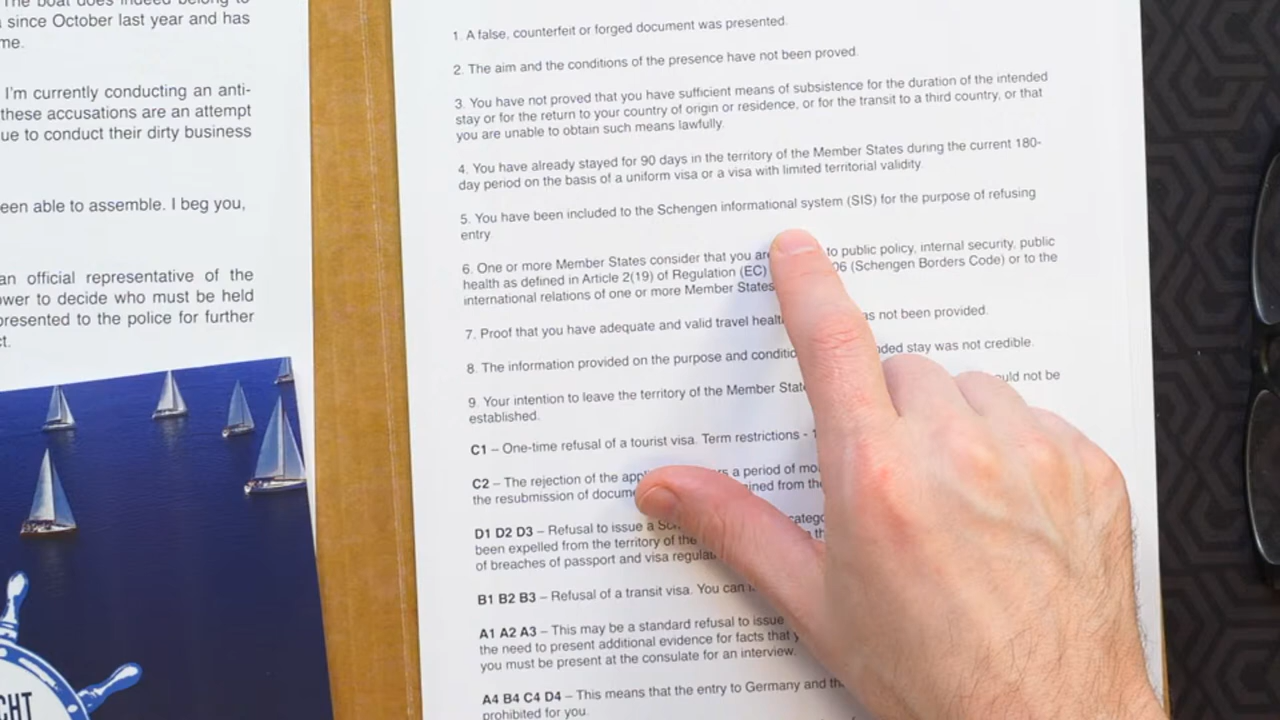 The boat does indeed belong to
since October last year and has
me.
I'm currently conducting an anti-
these accusations are an attempt
ue to conduct their dirty business
een able to assemble. I beg you,
an official representative of the
ower to decide who must be held
presented to the police for further
ct.
CHT
1. A false, counterfeit or forged document was presented.
2. The aim and the conditions of the presence have not been proved.
3. You have not proved that you have sufficient means of subsistence for the duration of the intended
stay or for the return to your country of origin or residence, or for the transit to a third country, or that
you are unable to obtain such means lawfully.
4. You have already stayed for 90 days in the territory of the Member States during the current 180-
day period on the basis of a uniform visa or a visa with limited territorial validity
5. You have been included to the Schengen informational system (SIS) for the purpose of refusing
entry
6. One or more Member States consider that you are to public policy, internal security, public
health as defined in Article 2(19) of Regulation (EC) 06 (Schengen Borders Code) or to the
international relations of one or more Member States
7. Proof that you have adequate and valid travel healt as not been provided.
8. The information provided on the purpose and conditio nded stay was not credible.
9. Your intention to leave the territory of the Member Stat ould not be
established.
C1 – One-time refusal of a tourist visa. Term restrictions - 1
C2 – The rejection of the app rs a period of mo
the resubmission of docume ined from the
D1 D2 D3 – Refusal to issue a Sc catego
been expelled from the territory of the th
of breaches of passport and visa regula
B1 B2 B3 – Refusal of a transit visa. You can
A1 A2 A3 – This may be a standard refusal to issue
the need to present additional evidence for facts that y
you must be present at the consulate for an interview.
A4 B4 C4 D4 – This means that the entry to Germany and th
prohibited for you.